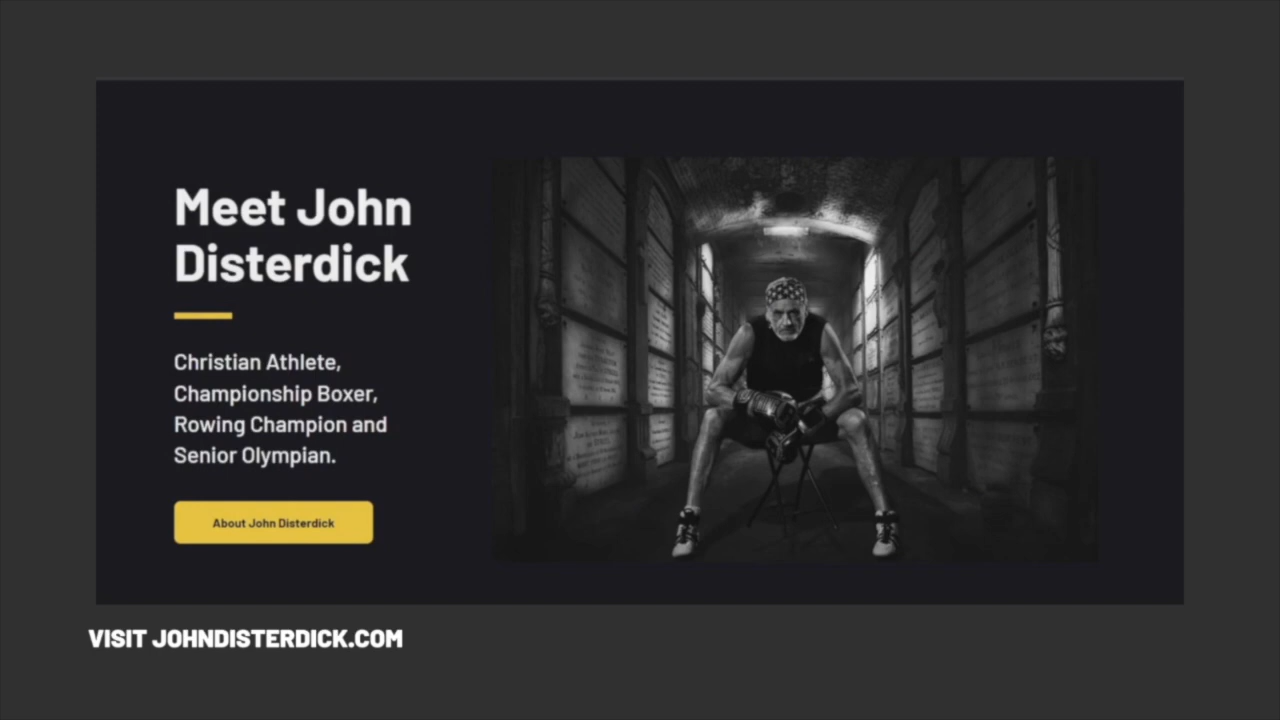 Meet John
Disterdick
Christian Athlete,
Championship Boxer,
Rowing Champion and
Senior Olympian.
About John Disterdick
VISIT JOHNDISTERDICK.COM